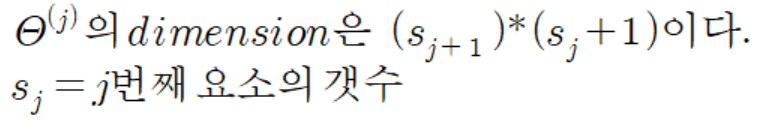 Θ^{(j)}의 dimension은 (s_{j+1})*(s_j+1)이다.
s_j=j번째 요소의 갯수